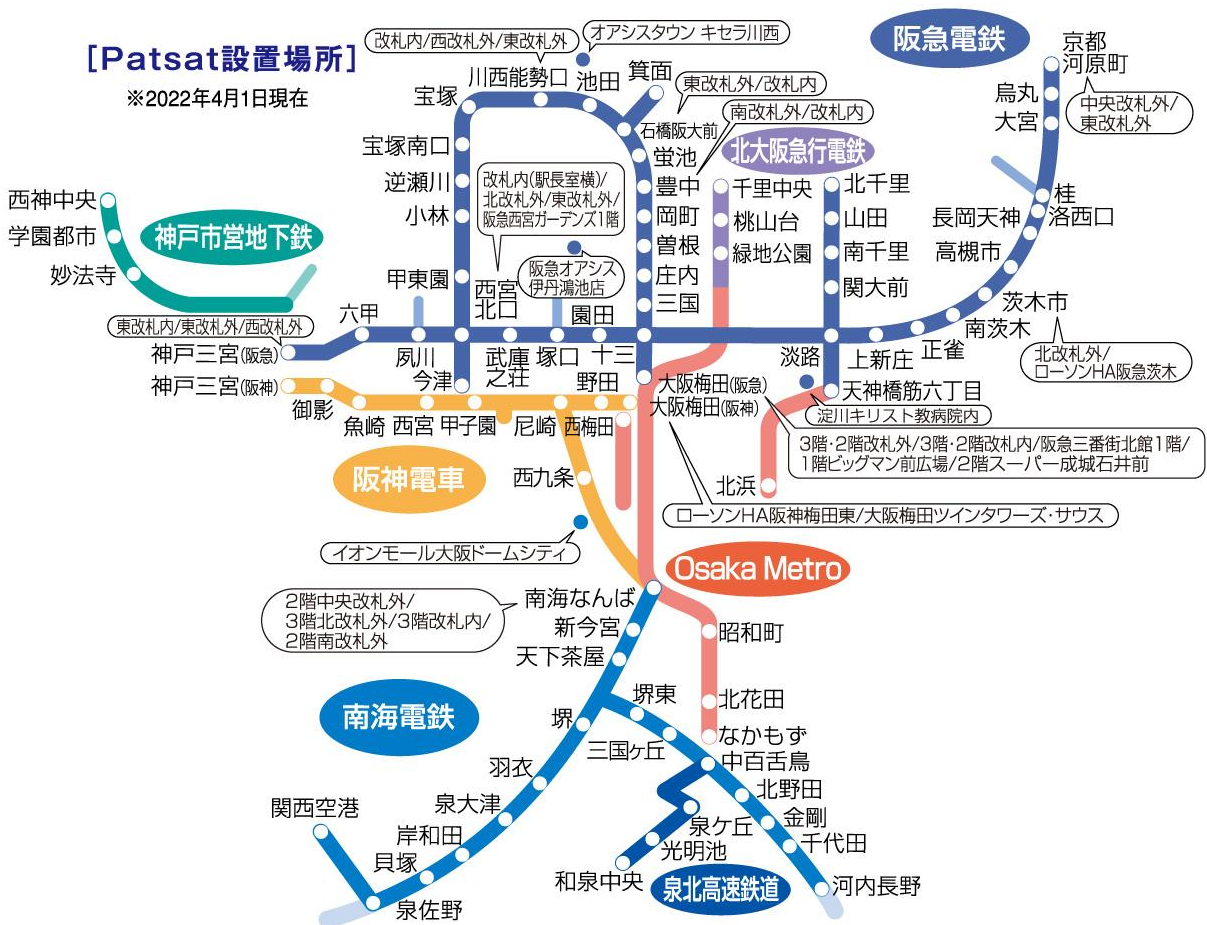 [Patsat設置場所]
※2022年4月1日現在
改札内/西改札外/東改札外
オアシスタウン キセラ川西
阪急電鉄
京都
河原町
烏丸
大宮
中央改札外/
東改札外
川西能勢口
池田
箕面
宝塚
東改札外/改札内
石橋阪大前
南改札外/改札内
宝塚南口
蛍池
北大阪急行電鉄
逆瀬川
改札内(駅長室横)/
北改札外/東改札外/
阪急西宮ガーデンズ1階
豊中
千里中央
北千里
桂
洛西口
西神中央
小林
岡町
桃山台
山田
長岡天神
学園都市
神戸市営地下鉄
曽根
緑地公園
南千里
高槻市
妙法寺
甲東園
西宮
北口
阪急オアシス
伊丹鴻池店
庄内
関大前
茨木市
三国
南茨木
東改札内/東改札外/西改札外
六甲
園田
正雀
神戸三宮(阪急)
夙川
武庫
之荘
塚口
十三
淡路
上新庄
北改札外/
ローソンHA阪急茨木
神戸三宮(阪神)
今津
野田
大阪梅田(阪急)
大阪梅田(阪神)
天神橋筋六丁目
御影
魚崎
西宮
甲子園
尼崎
西梅田
淀川キリスト教病院内
3階・2階改札外/3階・2階改札内/阪急三番街北館1階/
1階ビッグマン前広場/2階スーパー成城石井前
阪神電車
西九条
北浜
ローソンHA阪神梅田東/大阪梅田ツインタワーズ・サウス
イオンモール大阪ドームシティ
Osaka Metro
2階中央改札外/
3階北改札外/3階改札内/
2階南改札外
南海なんば
新今宮
昭和町
天下茶屋
南海電鉄
堺東
北花田
堺
三国ヶ丘
なかもず
中百舌鳥
羽衣
北野田
関西空港
泉大津
泉ケ丘
金剛
岸和田
光明池
千代田
貝塚
和泉中央
泉北高速鉄道
河内長野
泉佐野